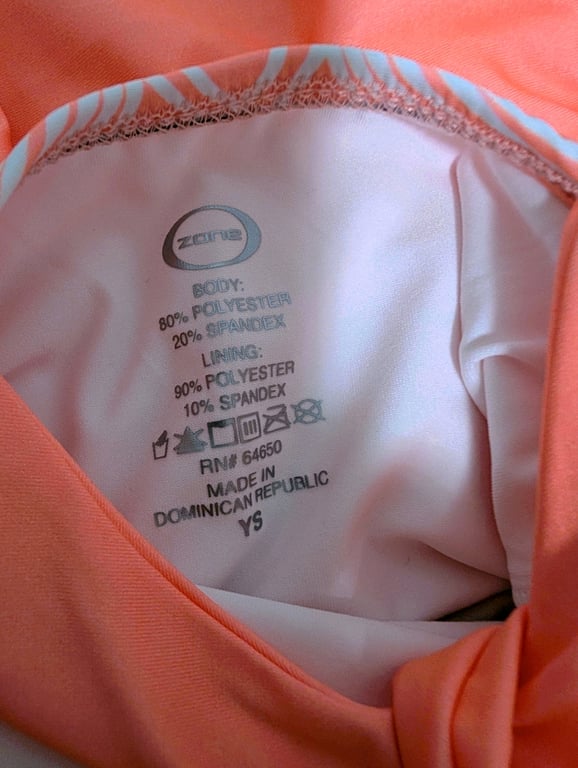 zone
BODY:
80% POLYESTER
20% SPANDEX
LINING:
90% POLYESTER
10% SPANDEX
RN# 64650
MADE IN
DOMINICAN REPUBLIC
YS